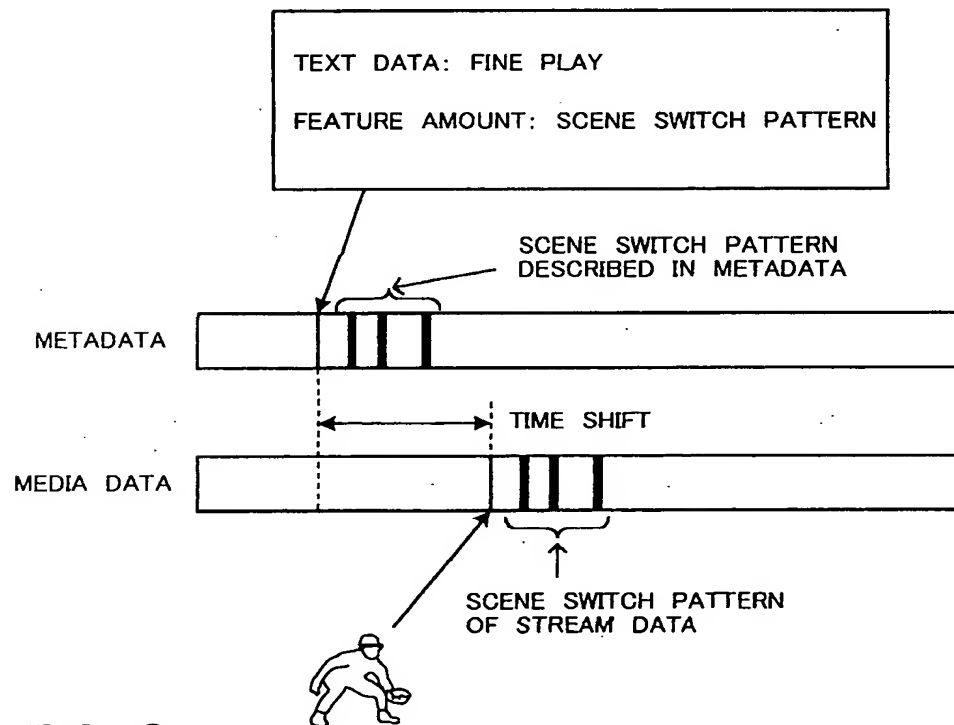 TEXT DATA: FINE PLAY
FEATURE AMOUNT: SCENE SWITCH PATTERN
SCENE SWITCH PATTERN
DESCRIBED IN METADATA
METADATA
TIME SHIFT
MEDIA DATA
SCENE SWITCH PATTERN
OF STREAM DATA